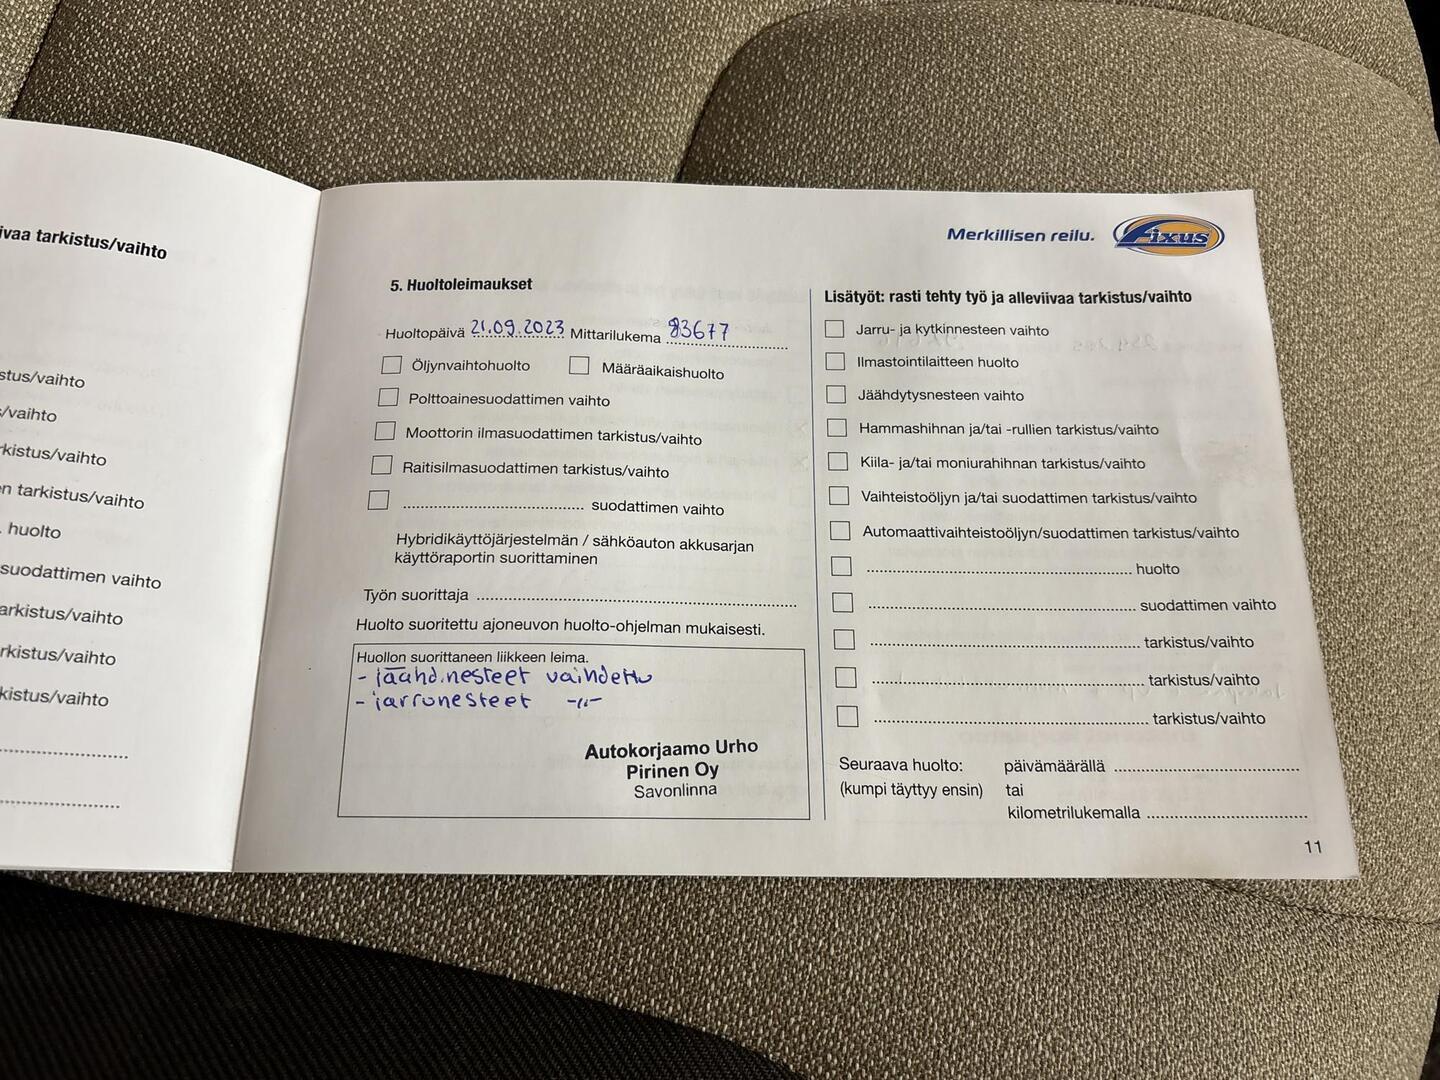 ivaa tarkistus/vaihto
stus/vaihto
/vaihto
rkistus/vaihto
n tarkistus/vaihto
. huolto
suodattimen vaihto
arkistus/vaihto
rkistus/vaihto
kistus/vaihto
Merkillisen reilu. Fixus
5. Huoltoleimaukset
Huoltopäivä 21.09.2023 Mittarilukema 83677
Öljynvaihtohuolto Määräaikaishuolto
Polttoainesuodattimen vaihto
Moottorin ilmasuodattimen tarkistus/vaihto
Raitisilmasuodattimen tarkistus/vaihto
.................................... suodattimen vaihto
Hybridikäyttöjärjestelmän / sähköauton akkusarjan
käyttöraportin suorittaminen
Työn suorittaja ................................................................
Huolto suoritettu ajoneuvon huolto-ohjelman mukaisesti.
Huollon suorittaneen liikkeen leima.
- jäähd.nesteet vaihdettu
- jarrunesteet -"-
Autokorjaamo Urho
Pirinen Oy
Savonlinna
Lisätyöt: rasti tehty työ ja alleviivaa tarkistus/vaihto
Jarru- ja kytkinnesteen vaihto
Ilmastointilaitteen huolto
Jäähdytysnesteen vaihto
Hammashihnan ja/tai -rullien tarkistus/vaihto
Kiila- ja/tai moniurahihnan tarkistus/vaihto
Vaihteistoöljyn ja/tai suodattimen tarkistus/vaihto
Automaattivaihteistoöljyn/suodattimen tarkistus/vaihto
.................................................... huolto
.................................................... suodattimen vaihto
.................................................... tarkistus/vaihto
.................................................... tarkistus/vaihto
.................................................... tarkistus/vaihto
Seuraava huolto: päivämäärällä ....................................
(kumpi täyttyy ensin) tai
kilometrilukemalla ................................
11